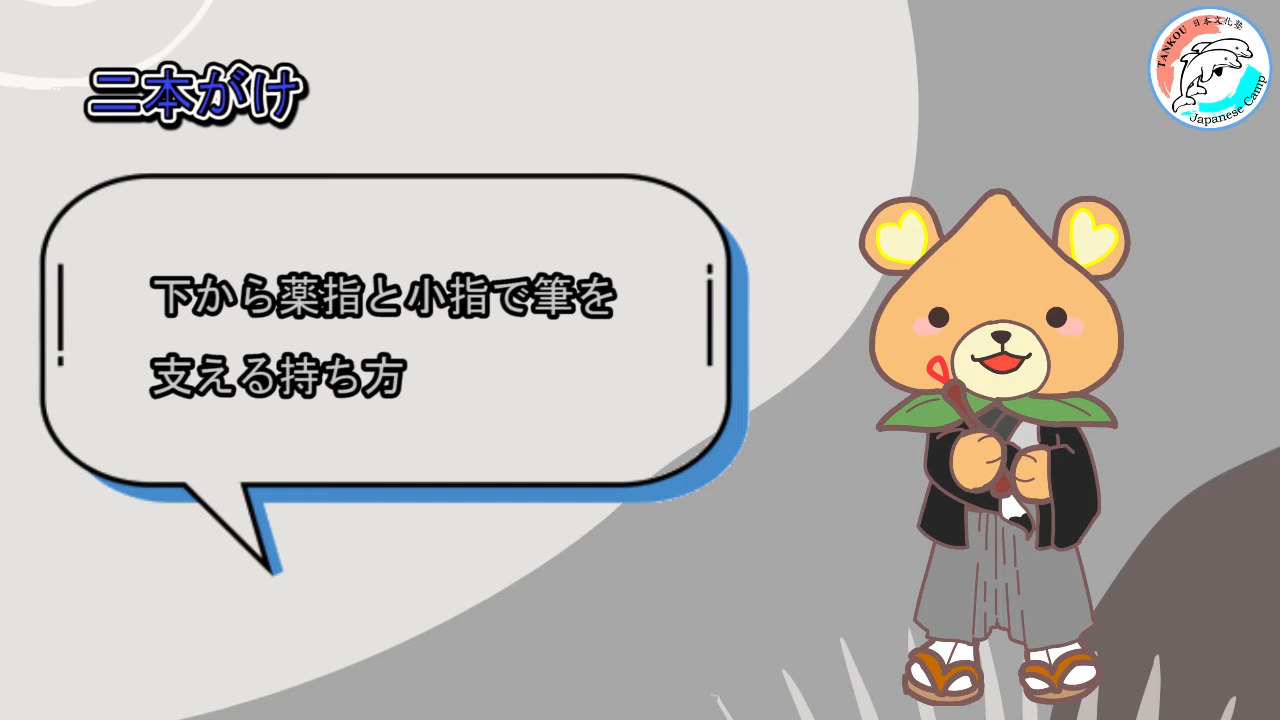 二本がけ
下から薬指と小指で筆を
支える持ち方
TANKOU 日本文化塾
Japanese Camp